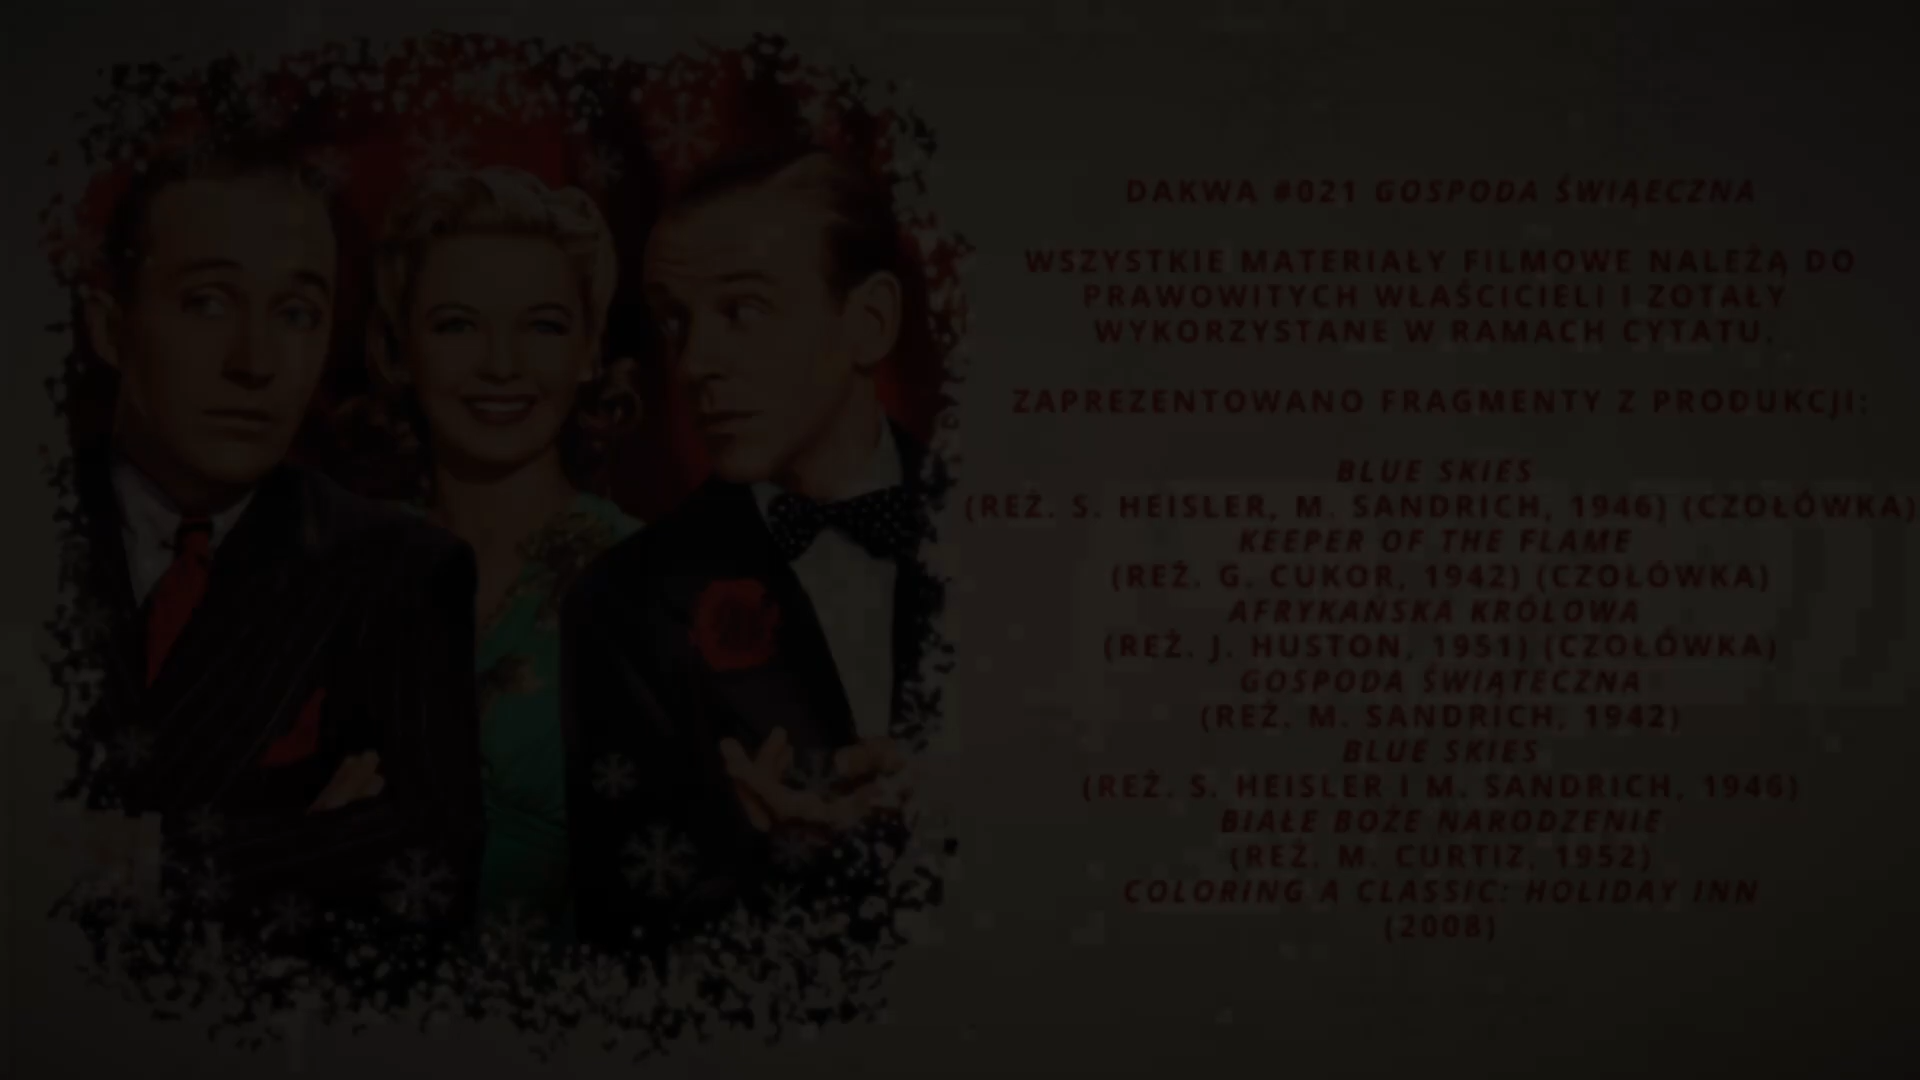 DAKWA #021 GOSPODA ŚWIĄECZNA
WSZYSTKIE MATERIAŁY FILMOWE NALEŻĄ DO
PRAWOWITYCH WŁAŚCICIELI I ZOTAŁY
WYKORZYSTANE W RAMACH CYTATU.
ZAPREZENTOWANO FRAGMENTY Z PRODUKCJI:
BLUE SKIES
(REŻ. S. HEISLER, M. SANDRICH, 1946) (CZOŁÓWKA)
KEEPER OF THE FLAME
(REŻ. G. CUKOR, 1942) (CZOŁÓWKA)
AFRYKAŃSKA KRÓLOWA
(REŻ. J. HUSTON, 1951) (CZOŁÓWKA)
GOSPODA ŚWIĄTECZNA
(REŻ. M. SANDRICH, 1942)
BLUE SKIES
(REŻ. S. HEISLER I M. SANDRICH, 1946)
BIAŁE BOŻE NARODZENIE
(REŻ. M. CURTIZ, 1952)
COLORING A CLASSIC: HOLIDAY INN
(2008)